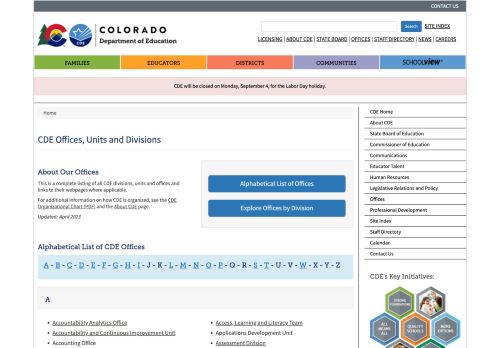 CONTACT US
COLORADO
Department of Education
CDE
Search
SITE INDEX
LICENSING | ABOUT CDE | STATE BOARD | OFFICES | STAFF DIRECTORY | NEWS | CAREERS
FAMILIES
EDUCATORS
DISTRICTS
COMMUNITIES
SCHOOLVIEW
CDE will be closed on Monday, September 4, for the Labor Day holiday.
Home
CDE Offices, Units and Divisions
About Our Offices
This is a complete listing of all CDE divisions, units and offices and
links to their webpages where applicable.
For additional information on how CDE is organized, see the CDE
Organizational Chart (PDF) and the About CDE page.
Updated: April 2023
Alphabetical List of Offices
Explore Offices by Division
Alphabetical List of CDE Offices
A - B - C - D - E - F - G - H - I - J - K - L - M - N - O - P - Q - R - S - T - U - V - W - X - Y - Z
A
• Accountability Analytics Office
• Accountability and Continuous Improvement Unit
• Accounting Office
• Access, Learning and Literacy Team
• Applications Development Unit
• Assessment Division
CDE Home
About CDE
State Board of Education
Commissioner of Education
Communications
Educator Talent
Human Resources
Legislative Relations and Policy
Offices
Professional Development
Site Index
Staff Directory
Calendar
Contact Us
CDE's Key Initiatives:
STRONG
FOUNDATIONS
ALL
MEANS
ALL
QUALITY
SCHOOLS
MORE
OPTIONS